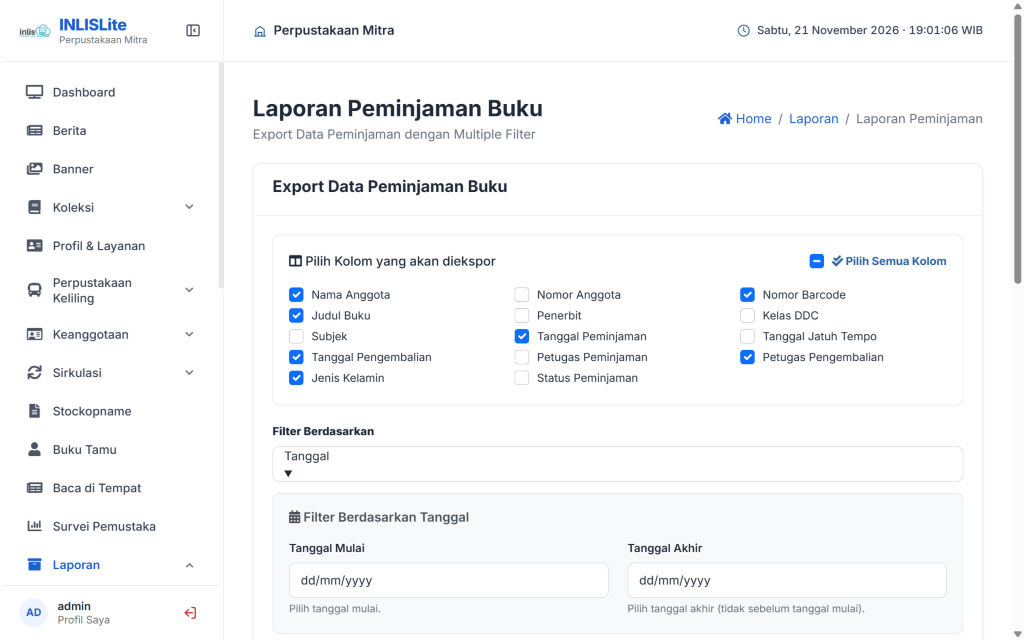 inlis
INLISLite
Perpustakaan Mitra
Perpustakaan Mitra
Sabtu, 21 November 2026 · 19:01:06 WIB
Dashboard
Berita
Banner
Koleksi
Profil & Layanan
Perpustakaan
Keliling
Keanggotaan
Sirkulasi
Stockopname
Buku Tamu
Baca di Tempat
Survei Pemustaka
Laporan
AD
admin
Profil Saya
Laporan Peminjaman Buku
Export Data Peminjaman dengan Multiple Filter
Home / Laporan / Laporan Peminjaman
Export Data Peminjaman Buku
Pilih Kolom yang akan diekspor
Pilih Semua Kolom
Nama Anggota
Nomor Anggota
Nomor Barcode
Judul Buku
Penerbit
Kelas DDC
Subjek
Tanggal Peminjaman
Tanggal Jatuh Tempo
Tanggal Pengembalian
Petugas Peminjaman
Petugas Pengembalian
Jenis Kelamin
Status Peminjaman
Filter Berdasarkan
Tanggal
Filter Berdasarkan Tanggal
Tanggal Mulai
Tanggal Akhir
dd/mm/yyyy
dd/mm/yyyy
Pilih tanggal mulai.
Pilih tanggal akhir (tidak sebelum tanggal mulai).